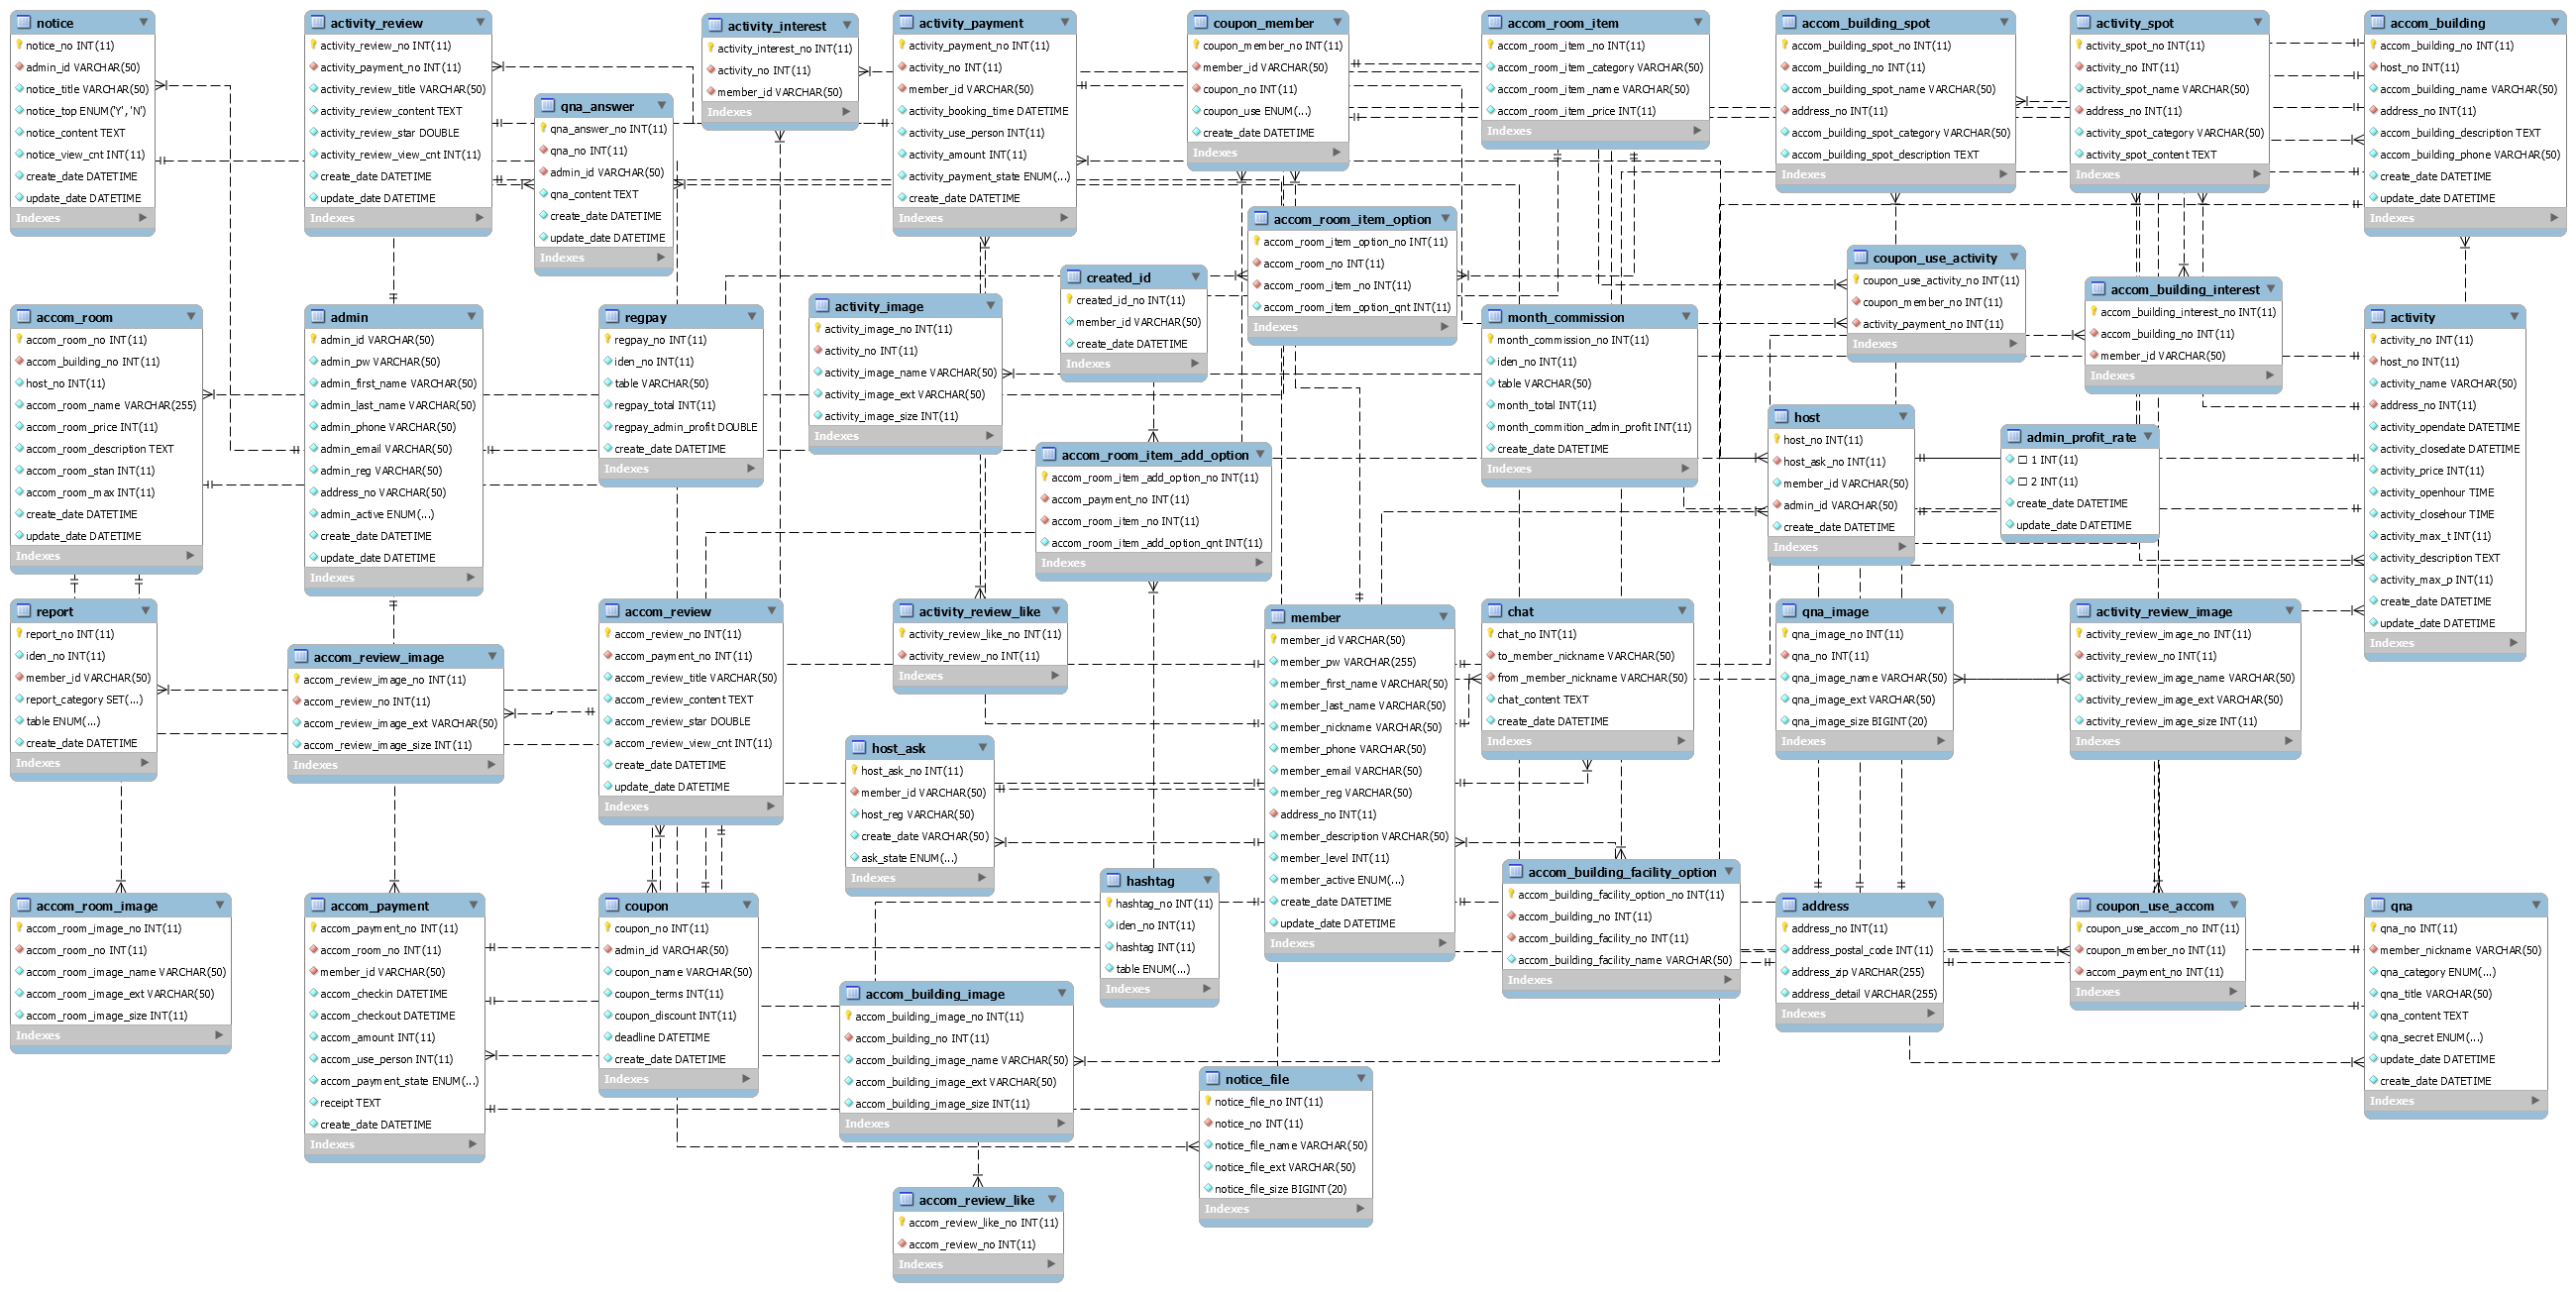 notice
notice_no INT(11)
admin_id VARCHAR(50)
notice_title VARCHAR(50)
notice_top ENUM('Y', 'N')
notice_content TEXT
notice_view_cnt INT(11)
create_date DATETIME
update_date DATETIME
Indexes
activity_review
activity_review_no INT(11)
activity_payment_no INT(11)
activity_review_title VARCHAR(50)
activity_review_content TEXT
activity_review_star DOUBLE
activity_review_view_cnt INT(11)
create_date DATETIME
update_date DATETIME
Indexes
qna_answer
qna_answer_no INT(11)
qna_no INT(11)
admin_id VARCHAR(50)
qna_content TEXT
create_date DATETIME
update_date DATETIME
Indexes
activity_interest
activity_interest_no INT(11)
activity_no INT(11)
member_id VARCHAR(50)
Indexes
activity_payment
activity_payment_no INT(11)
activity_no INT(11)
member_id VARCHAR(50)
activity_booking_time DATETIME
activity_use_person INT(11)
activity_amount INT(11)
activity_payment_state ENUM(...)
create_date DATETIME
Indexes
coupon_member
coupon_member_no INT(11)
member_id VARCHAR(50)
coupon_no INT(11)
coupon_use ENUM(...)
create_date DATETIME
Indexes
accom_room_item
accom_room_item_no INT(11)
accom_room_item_category VARCHAR(50)
accom_room_item_name VARCHAR(50)
accom_room_item_price INT(11)
Indexes
accom_building_spot
accom_building_spot_no INT(11)
accom_building_no INT(11)
accom_building_spot_name VARCHAR(50)
address_no INT(11)
accom_building_spot_category VARCHAR(50)
accom_building_spot_description TEXT
Indexes
activity_spot
activity_spot_no INT(11)
activity_no INT(11)
activity_spot_name VARCHAR(50)
address_no INT(11)
activity_spot_category VARCHAR(50)
activity_spot_content TEXT
Indexes
accom_building
accom_building_no INT(11)
host_no INT(11)
accom_building_name VARCHAR(50)
address_no INT(11)
accom_building_description TEXT
accom_building_phone VARCHAR(50)
create_date DATETIME
update_date DATETIME
Indexes
accom_room_item_option
accom_room_item_option_no INT(11)
accom_room_no INT(11)
accom_room_item_no INT(11)
accom_room_item_option_qnt INT(11)
Indexes
created_id
created_id_no INT(11)
member_id VARCHAR(50)
create_date DATETIME
Indexes
coupon_use_activity
coupon_use_activity_no INT(11)
coupon_member_no INT(11)
activity_payment_no INT(11)
Indexes
accom_building_interest
accom_building_interest_no INT(11)
accom_building_no INT(11)
member_id VARCHAR(50)
Indexes
accom_room
accom_room_no INT(11)
accom_building_no INT(11)
host_no INT(11)
accom_room_name VARCHAR(255)
accom_room_price INT(11)
accom_room_description TEXT
accom_room_stan INT(11)
accom_room_max INT(11)
create_date DATETIME
update_date DATETIME
Indexes
admin
admin_id VARCHAR(50)
admin_pw VARCHAR(50)
admin_first_name VARCHAR(50)
admin_last_name VARCHAR(50)
admin_phone VARCHAR(50)
admin_email VARCHAR(50)
admin_reg VARCHAR(50)
address_no VARCHAR(50)
admin_active ENUM(...)
create_date DATETIME
update_date DATETIME
Indexes
regpay
regpay_no INT(11)
iden_no INT(11)
table VARCHAR(50)
regpay_total INT(11)
regpay_admin_profit DOUBLE
create_date DATETIME
Indexes
activity_image
activity_image_no INT(11)
activity_no INT(11)
activity_image_name VARCHAR(50)
activity_image_ext VARCHAR(50)
activity_image_size INT(11)
Indexes
month_commission
month_commission_no INT(11)
iden_no INT(11)
table VARCHAR(50)
month_total INT(11)
month_commition_admin_profit INT(11)
create_date DATETIME
Indexes
activity
activity_no INT(11)
host_no INT(11)
activity_name VARCHAR(50)
address_no INT(11)
activity_opendate DATETIME
activity_closedate DATETIME
activity_price INT(11)
activity_openhour TIME
activity_closehour TIME
activity_max_t INT(11)
activity_description TEXT
activity_max_p INT(11)
create_date DATETIME
update_date DATETIME
Indexes
host
host_no INT(11)
host_ask_no INT(11)
member_id VARCHAR(50)
admin_id VARCHAR(50)
create_date DATETIME
Indexes
admin_profit_rate
□ 1 INT(11)
□ 2 INT(11)
create_date DATETIME
update_date DATETIME
accom_room_item_add_option
accom_room_item_add_option_no INT(11)
accom_payment_no INT(11)
accom_room_item_no INT(11)
accom_room_item_add_option_qnt INT(11)
Indexes
report
report_no INT(11)
iden_no INT(11)
member_id VARCHAR(50)
report_category SET(...)
table ENUM(...)
create_date DATETIME
Indexes
accom_review_image
accom_review_image_no INT(11)
accom_review_no INT(11)
accom_review_image_ext VARCHAR(50)
accom_review_image_size INT(11)
Indexes
accom_review
accom_review_no INT(11)
accom_payment_no INT(11)
accom_review_title VARCHAR(50)
accom_review_content TEXT
accom_review_star DOUBLE
accom_review_view_cnt INT(11)
create_date DATETIME
update_date DATETIME
Indexes
activity_review_like
activity_review_like_no INT(11)
activity_review_no INT(11)
Indexes
member
member_id VARCHAR(50)
member_pw VARCHAR(255)
member_first_name VARCHAR(50)
member_last_name VARCHAR(50)
member_nickname VARCHAR(50)
member_phone VARCHAR(50)
member_email VARCHAR(50)
member_reg VARCHAR(50)
address_no INT(11)
member_description VARCHAR(50)
member_level INT(11)
member_active ENUM(...)
create_date DATETIME
update_date DATETIME
Indexes
chat
chat_no INT(11)
to_member_nickname VARCHAR(50)
from_member_nickname VARCHAR(50)
chat_content TEXT
create_date DATETIME
Indexes
qna_image
qna_image_no INT(11)
qna_no INT(11)
qna_image_name VARCHAR(50)
qna_image_ext VARCHAR(50)
qna_image_size BIGINT(20)
Indexes
activity_review_image
activity_review_image_no INT(11)
activity_review_no INT(11)
activity_review_image_name VARCHAR(50)
activity_review_image_ext VARCHAR(50)
activity_review_image_size INT(11)
Indexes
host_ask
host_ask_no INT(11)
member_id VARCHAR(50)
host_reg VARCHAR(50)
create_date VARCHAR(50)
ask_state ENUM(...)
Indexes
hashtag
hashtag_no INT(11)
iden_no INT(11)
hashtag INT(11)
table ENUM(...)
Indexes
accom_building_facility_option
accom_building_facility_option_no INT(11)
accom_building_no INT(11)
accom_building_facility_no INT(11)
accom_building_facility_name VARCHAR(50)
Indexes
accom_room_image
accom_room_image_no INT(11)
accom_room_no INT(11)
accom_room_image_name VARCHAR(50)
accom_room_image_ext VARCHAR(50)
accom_room_image_size INT(11)
Indexes
accom_payment
accom_payment_no INT(11)
accom_room_no INT(11)
member_id VARCHAR(50)
accom_checkin DATETIME
accom_checkout DATETIME
accom_amount INT(11)
accom_use_person INT(11)
accom_payment_state ENUM(...)
receipt TEXT
create_date DATETIME
Indexes
coupon
coupon_no INT(11)
admin_id VARCHAR(50)
coupon_name VARCHAR(50)
coupon_terms INT(11)
coupon_discount INT(11)
deadline DATETIME
create_date DATETIME
Indexes
accom_building_image
accom_building_image_no INT(11)
accom_building_no INT(11)
accom_building_image_name VARCHAR(50)
accom_building_image_ext VARCHAR(50)
accom_building_image_size INT(11)
Indexes
address
address_no INT(11)
address_postal_code INT(11)
address_zip VARCHAR(255)
address_detail VARCHAR(255)
Indexes
coupon_use_accom
coupon_use_accom_no INT(11)
coupon_member_no INT(11)
accom_payment_no INT(11)
Indexes
qna
qna_no INT(11)
member_nickname VARCHAR(50)
qna_category ENUM(...)
qna_title VARCHAR(50)
qna_content TEXT
qna_secret ENUM(...)
update_date DATETIME
create_date DATETIME
Indexes
notice_file
notice_file_no INT(11)
notice_no INT(11)
notice_file_name VARCHAR(50)
notice_file_ext VARCHAR(50)
notice_file_size BIGINT(20)
Indexes
accom_review_like
accom_review_like_no INT(11)
accom_review_no INT(11)
Indexes